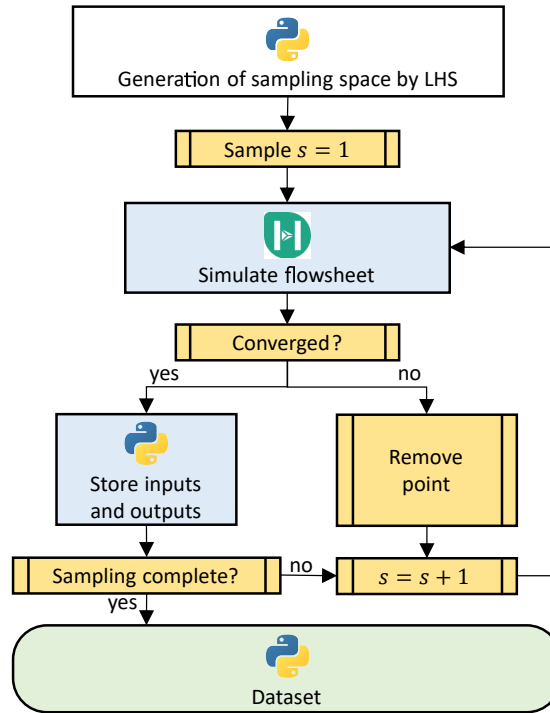 Generation of sampling space by LHS
Sample s = 1
Simulate flowsheet
Converged?
yes
no
Store inputs
and outputs
Remove
point
Sampling complete?
no
s = s + 1
yes
Dataset